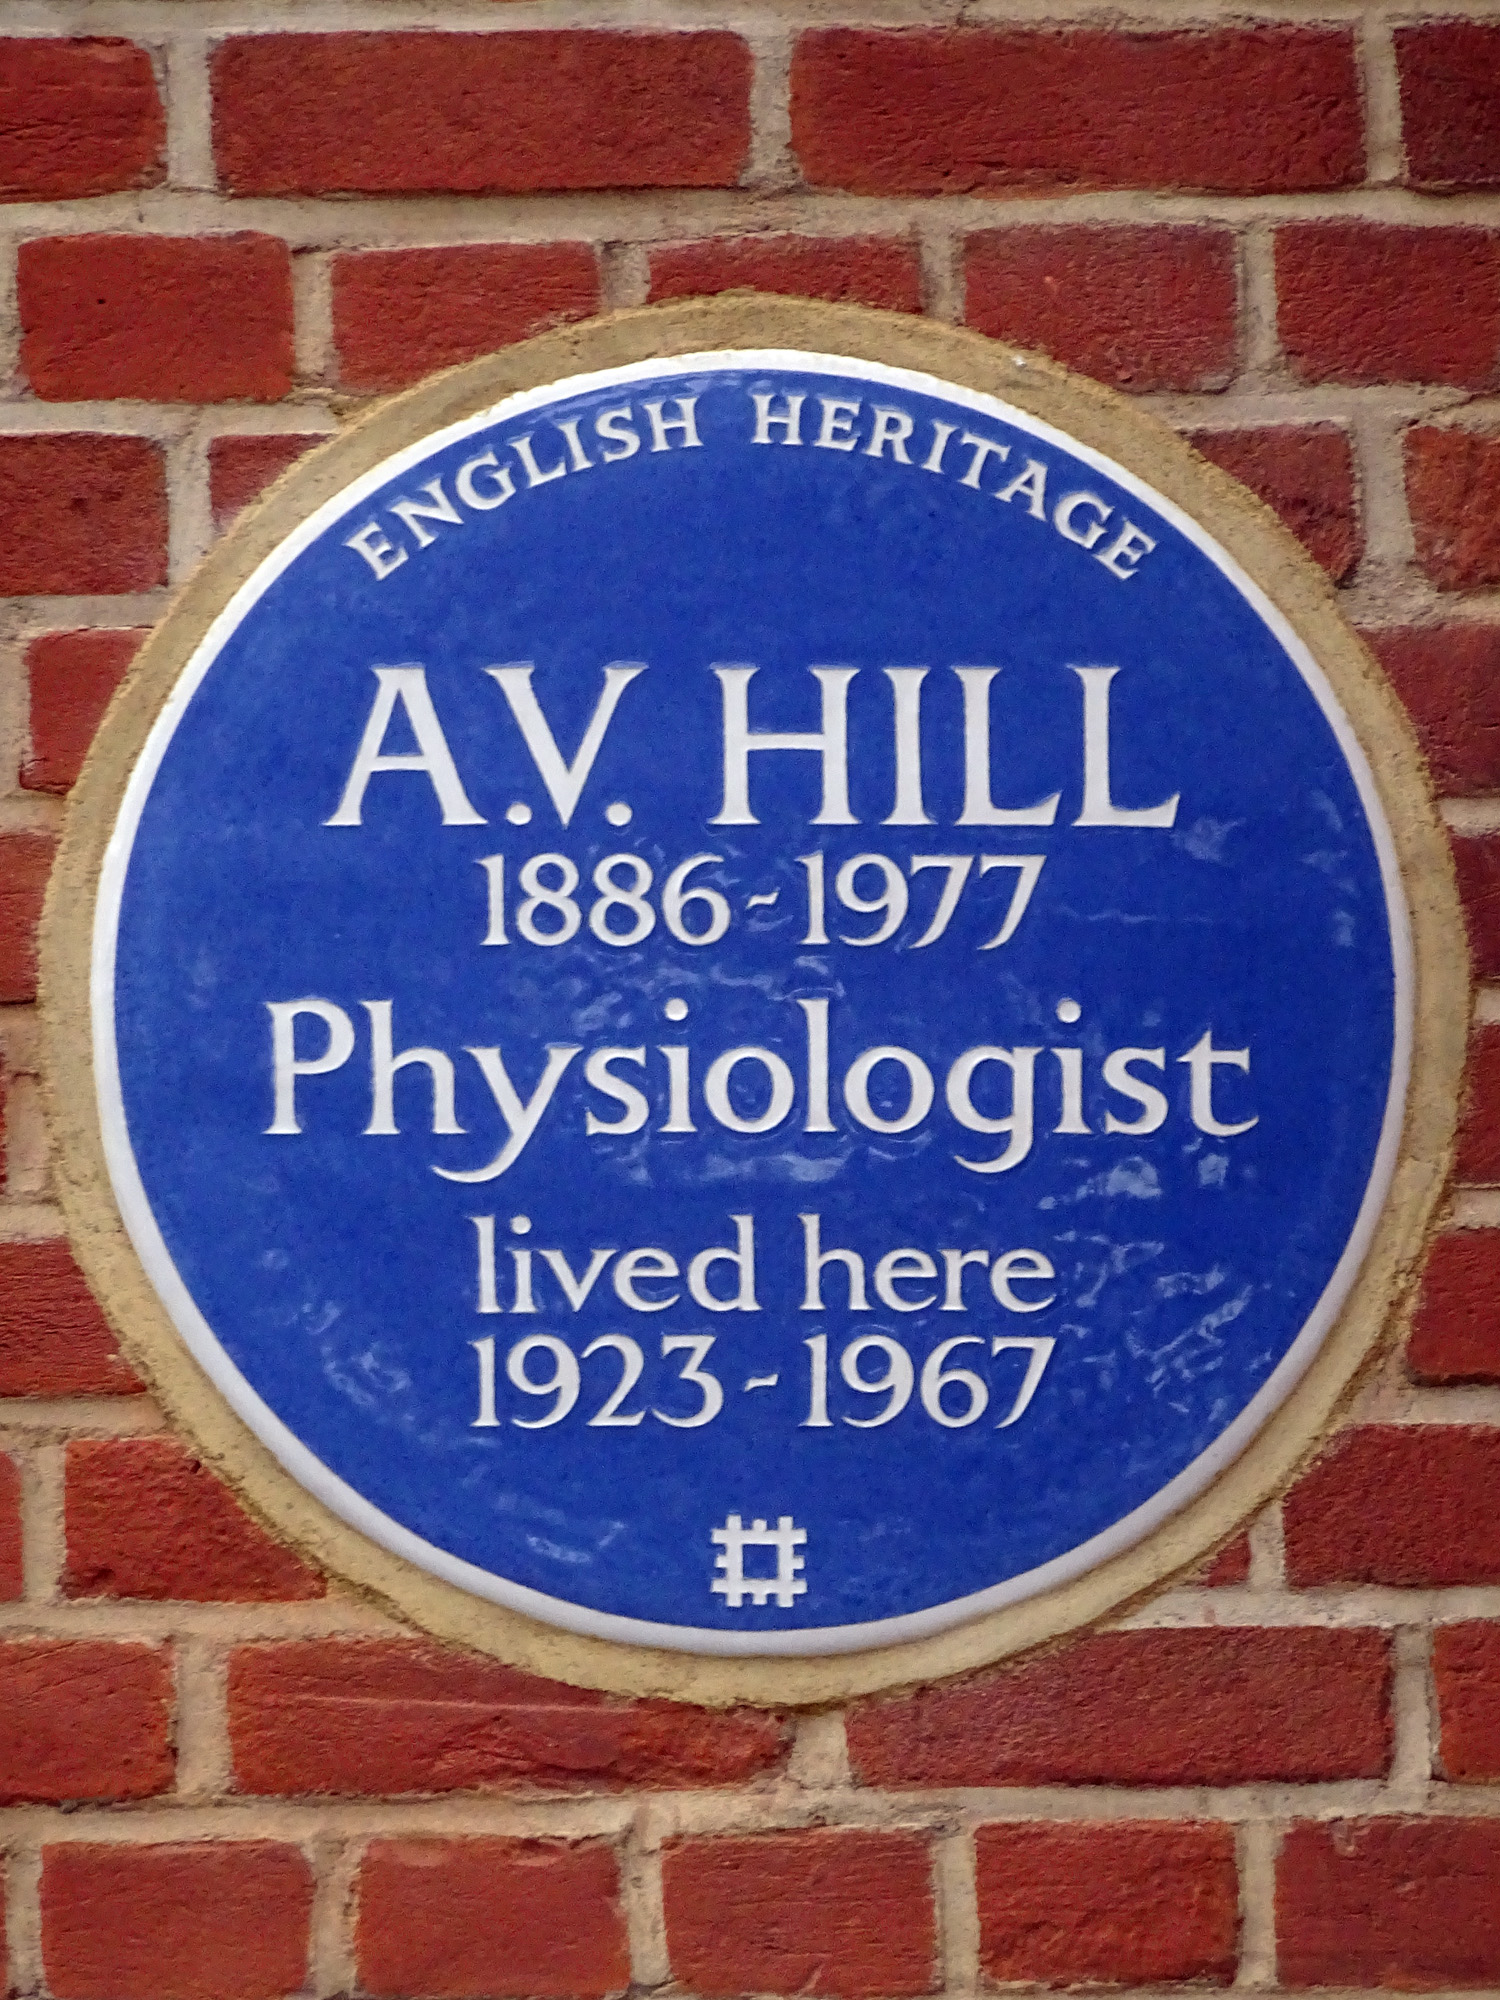 ENGLISH HERITAGE
A.V. HILL
1886-1977
Physiologist
lived here
1923-1967